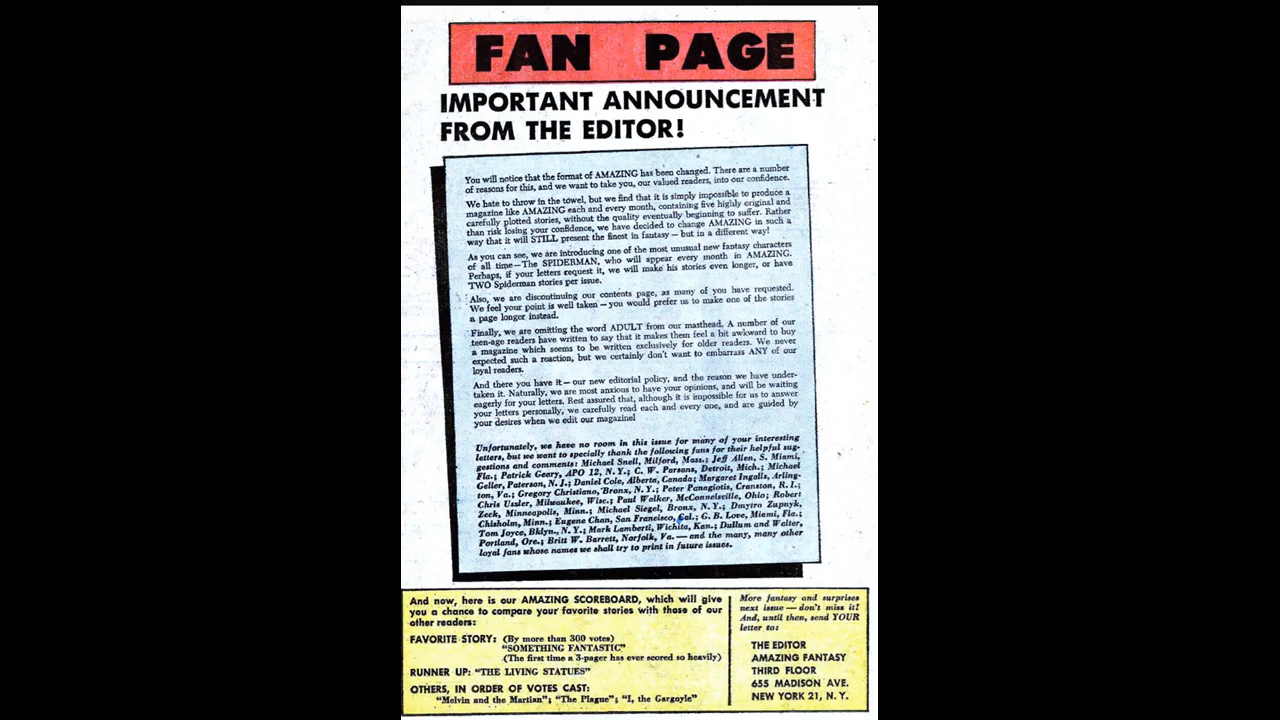 FAN PAGE
IMPORTANT ANNOUNCEMENT
FROM THE EDITOR!
You will notice that the format of AMAZING has been changed. There are a number
of reasons for this, and we want to take you, our valued readers, into our confidence.
We hate to throw in the towel, but we find that it is simply impossible to produce a
magazine like AMAZING each and every month, containing five highly original and
carefully plotted stories, without the quality eventually beginning to suffer. Rather
than risk losing your confidence, we have decided to change AMAZING in such a
way that it will STILL present the finest in fantasy — but in a different way!
As you can see, we are introducing one of the most unusual new fantasy characters
of all time—The SPIDERMAN, who will appear every month in AMAZING.
Perhaps, if your letters request it, we will make his stories even longer, or have
TWO Spiderman stories per issue.
Also, we are discontinuing our contents page, as many of you have requested.
We feel your point is well taken — you would prefer us to make one of the stories
a page longer instead.
Finally, we are omitting the word ADULT from our masthead. A number of our
teen-age readers have written to say that it makes them feel a bit awkward to buy
a magazine which seems to be written exclusively for older readers. We never
expected such a reaction, but we certainly don't want to embarrass ANY of our
loyal readers.
And there you have it — our new editorial policy, and the reason we have under-
taken it. Naturally, we are most anxious to have your opinions, and will be waiting
eagerly for your letters. Rest assured that, although it is impossible for us to answer
your letters personally, we carefully read each and every one, and are guided by
your desires when we edit our magazine!
Unfortunately, we have no room in this issue for many of your interesting
letters, but we want to specially thank the following fans for their helpful sug-
gestions and comments: Michael Snell, Milford, Mass.; Jeff Allen, S. Miami,
Fla.; Patrick Geary, APO 12, N.Y.; C. W. Parsons, Detroit, Mich.; Michael
Geller, Paterson, N. J.; Daniel Cole, Alberta, Canada; Margaret Ingalls, Arling-
ton, Va.; Gregory Christiano, Bronx, N. Y.; Peter Panagiotis, Cranston, R. I.;
Chris Ussler, Milwaukee, Wisc.; Paul Walker, McConnelsville, Ohio; Robert
Zeck, Minneapolis, Minn.; Michael Siegel, Bronx, N. Y.; Dmytro Zupnyk,
Chisholm, Minn.; Eugene Chan, San Francisco, Cal.; G. B. Love, Miami, Fla.;
Tom Joyce, Bklyn., N. Y.; Mark Lamberti, Wichita, Kan.; Dullum and Walter,
Portland, Ore.; Britt W. Barrett, Norfolk, Va. — and the many, many other
loyal fans whose names we shall try to print in future issues.
And now, here is our AMAZING SCOREBOARD, which will give
you a chance to compare your favorite stories with those of our
other readers:
FAVORITE STORY: (By more than 300 votes)
"SOMETHING FANTASTIC"
(The first time a 3-pager has ever scored so heavily)
RUNNER UP: "THE LIVING STATUES"
OTHERS, IN ORDER OF VOTES CAST:
"Melvin and the Martian"; "The Plague"; "I, the Gargoyle"
More fantasy and surprises
next issue — don't miss it!
And, until then, send YOUR
letter to:
THE EDITOR
AMAZING FANTASY
THIRD FLOOR
655 MADISON AVE.
NEW YORK 21, N. Y.